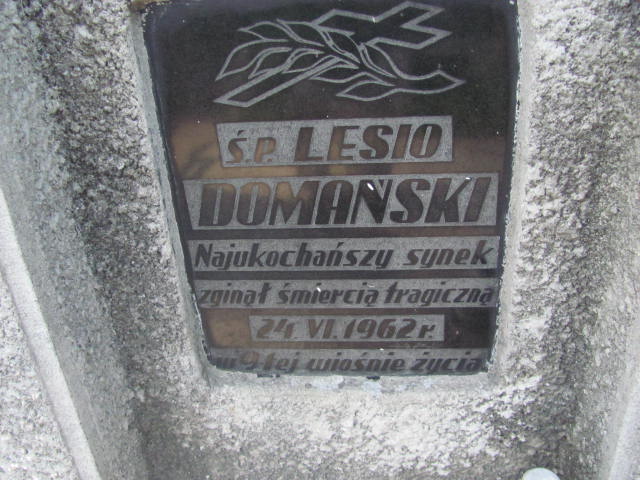 ś.p. LESIO
DOMAŃSKI
Najukochańszy synek
zginął śmiercią tragiczną
24 VI. 1962 r.
w 9-tej wiośnie życia